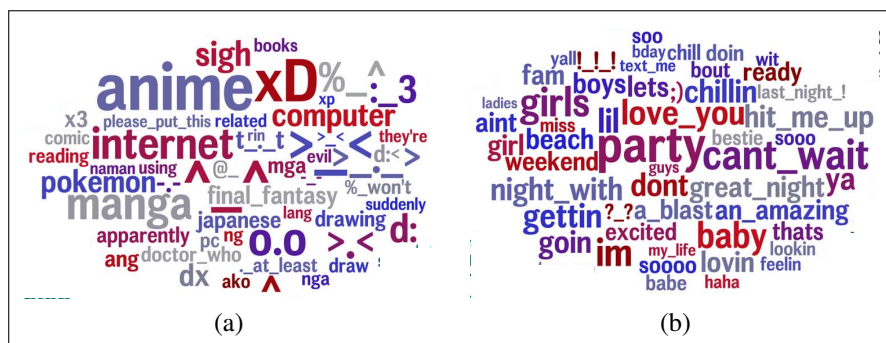 sigh books
anime xD %_^ :_3
xp
x3 please_put_this related computer
comic internet t_._t rin. >_< >_._< they're
reading evil d:<
naman using ^_^ @_ mga -_-
pokemon -.- %_won't
manga final_fantasy suddenly
japanese lang drawing
apparently pc ng o.o >.< d:
ang doctor_who
dx ._at_least draw
ako ^ nga
soo
bday chill doin
yall !_!_! text_me wit
fam boys lets ;) bout ready
chillin last_night_!
ladies girls lil love_you hit_me_up
aint miss bestie sooo
girl beach party cant_wait
weekend guys
night_with dont great_night ya
gettin ?_? a_blast an_amazing
goin excited baby thats
im my_life lookin
soooo lovin feelin
babe haha
(a) (b)